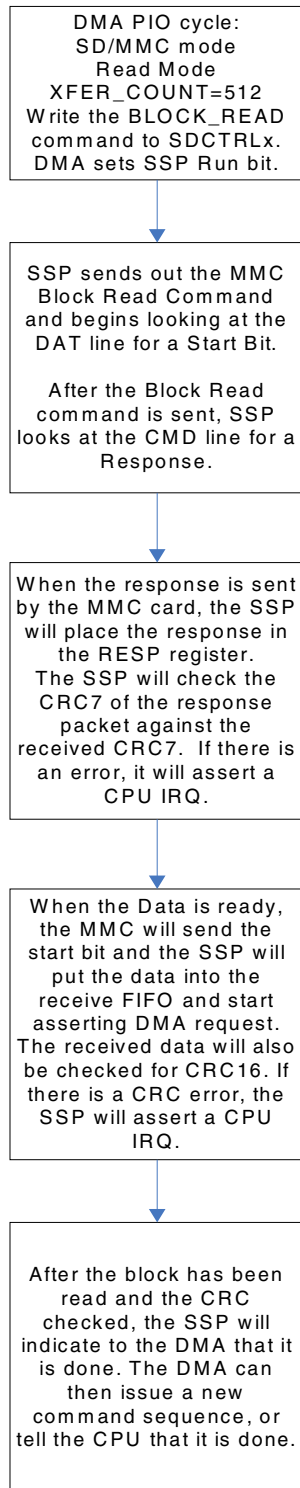 DMA PIO cycle:
SD/MMC mode
Read Mode
XFER_COUNT=512
Write the BLOCK_READ
command to SDCTRLx.
DMA sets SSP Run bit.
SSP sends out the MMC
Block Read Command
and begins looking at the
DAT line for a Start Bit.
After the Block Read
command is sent, SSP
looks at the CMD line for a
Response.
When the response is sent
by the MMC card, the SSP
will place the response in
the RESP register.
The SSP will check the
CRC7 of the response
packet against the
received CRC7.  If there is
an error, it will assert a
CPU IRQ.
When the Data is ready,
the MMC will send the
start bit and the SSP will
put the data into the
receive FIFO and start
asserting DMA request.
The received data will also
be checked for CRC16. If
there is a CRC error, the
SSP will assert a CPU
IRQ.
After the block has been
read and the CRC
checked, the SSP will
indicate to the DMA that it
is done. The DMA can
then issue a new
command sequence, or
tell the CPU that it is done.